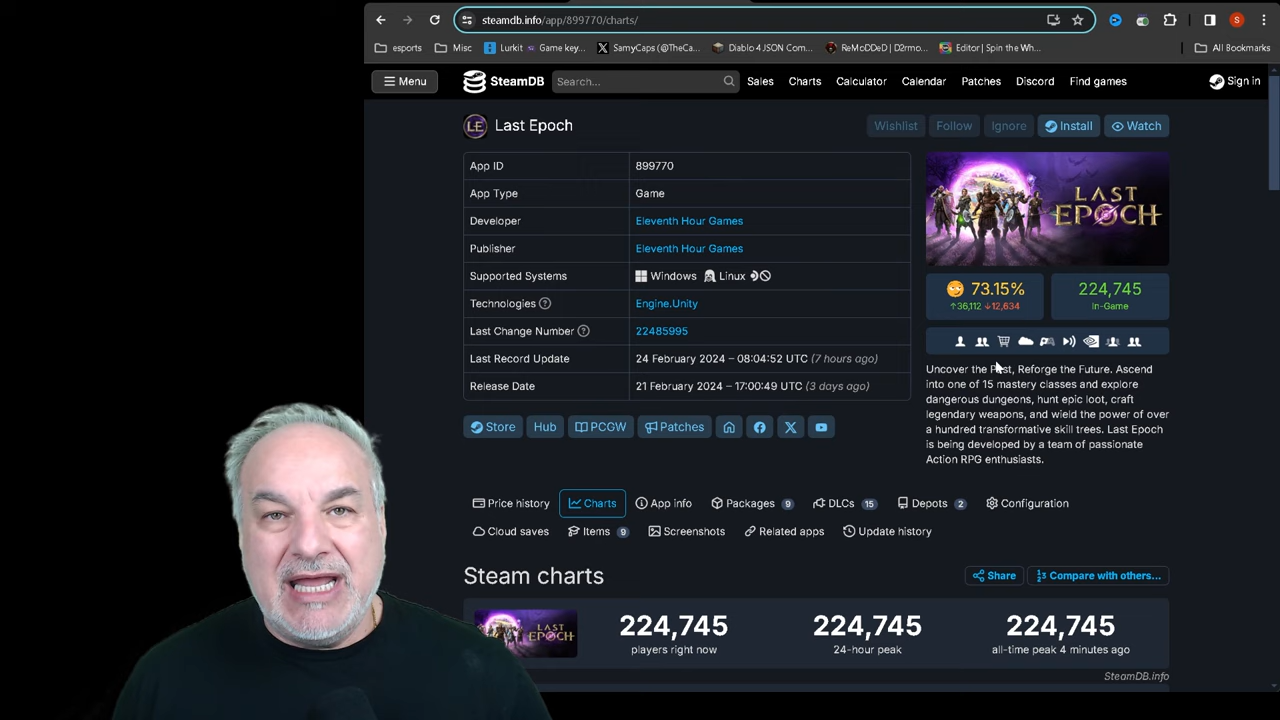 steamdb.info/app/899770/charts/
S
esports Misc Lurkit Game key... SamyCaps (@TheCa... Diablo 4 JSON Com... ReMoDDeD | D2rmo... Editor | Spin the Wh... All Bookmarks
Menu SteamDB Search... Sales Charts Calculator Calendar Patches Discord Find games Sign in
LE Last Epoch Wishlist Follow Ignore Install Watch
App ID 899770
App Type Game
Developer Eleventh Hour Games
Publisher Eleventh Hour Games
Supported Systems Windows Linux
Technologies Engine.Unity
Last Change Number 22485995
Last Record Update 24 February 2024 – 08:04:52 UTC (7 hours ago)
Release Date 21 February 2024 – 17:00:49 UTC (3 days ago)
LAST
EPOCH
73.15% 224,745
↑36,112 ↓12,634 In-Game
Uncover the Past, Reforge the Future. Ascend
into one of 15 mastery classes and explore
dangerous dungeons, hunt epic loot, craft
legendary weapons, and wield the power of over
a hundred transformative skill trees. Last Epoch
is being developed by a team of passionate
Action RPG enthusiasts.
Store Hub PCGW Patches
Price history Charts App info Packages 9 DLCs 15 Depots 2 Configuration
Cloud saves Items 9 Screenshots Related apps Update history
Steam charts Share Compare with others...
LAST
EPOCH
224,745 224,745 224,745
players right now 24-hour peak all-time peak 4 minutes ago
SteamDB.info